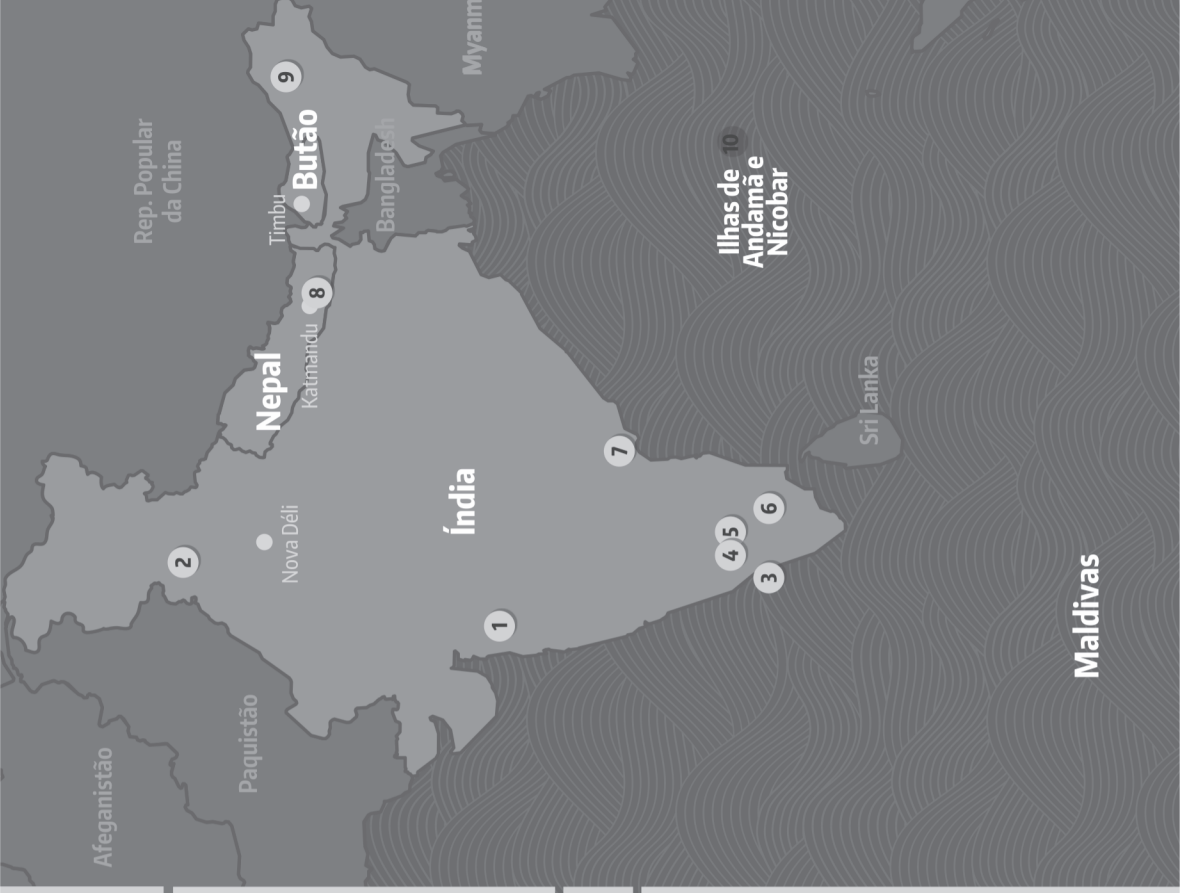 Rep. Popular
da China
Myanm
9
Butão
Timbu
Bangladesh
10
Ilhas de
Andamã e
Nicobar
8
Katmandu
Nepal
Sri Lanka
7
Índia
Nova Déli
2
6
5
4
3
1
Maldivas
Paquistão
Afeganistão